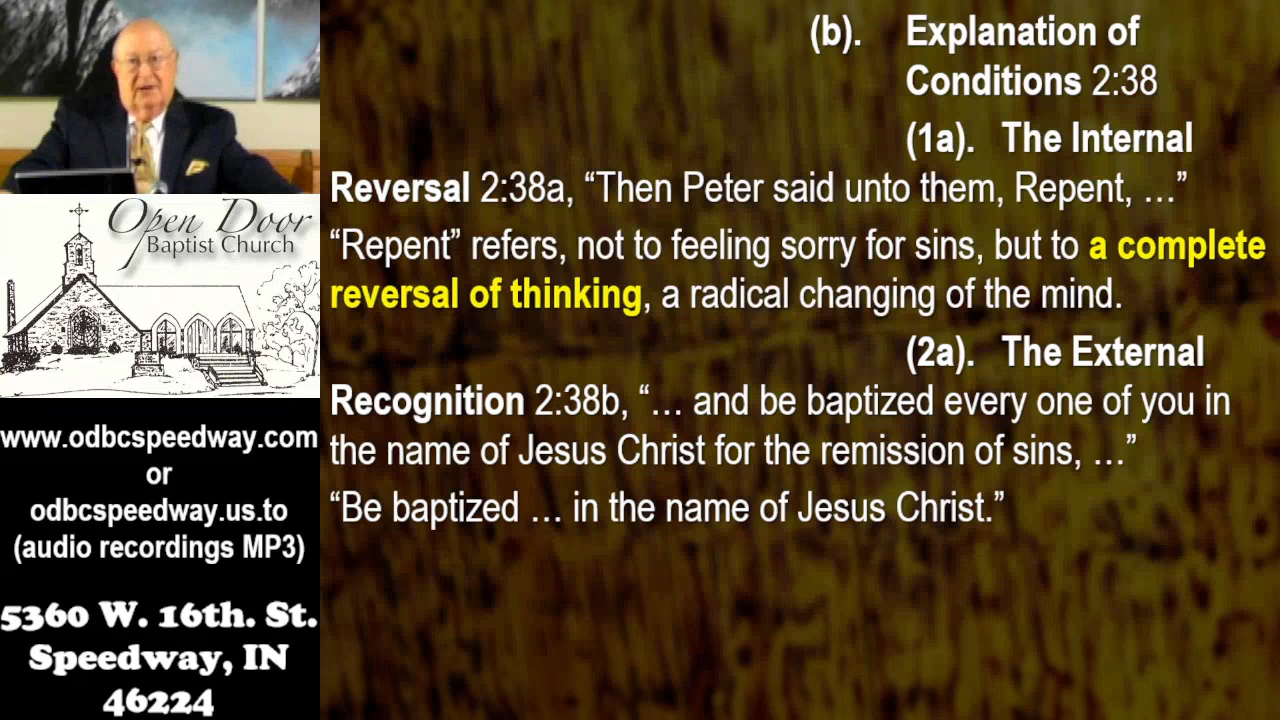 Open Door
Baptist Church
www.odbcspeedway.com
or
odbcspeedway.us.to
(audio recordings MP3)
5360 W. 16th. St.
Speedway, IN
46224
(b). Explanation of
Conditions 2:38
(1a). The Internal
Reversal 2:38a, “Then Peter said unto them, Repent, …”
“Repent” refers, not to feeling sorry for sins, but to a complete
reversal of thinking, a radical changing of the mind.
(2a). The External
Recognition 2:38b, “… and be baptized every one of you in
the name of Jesus Christ for the remission of sins, …”
“Be baptized … in the name of Jesus Christ.”